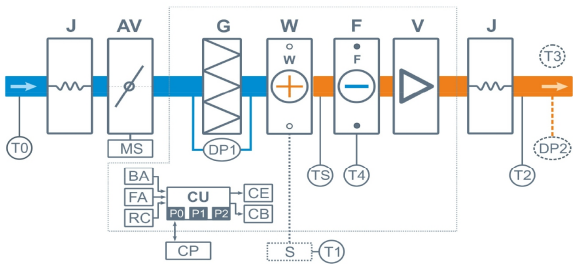 J AV G W F V J
W F
T3
T0
MS
DP1
TS T4 T2
DP2
BA
FA
RC
CU
P0 P1 P2
CE
CB
CP
S
T1